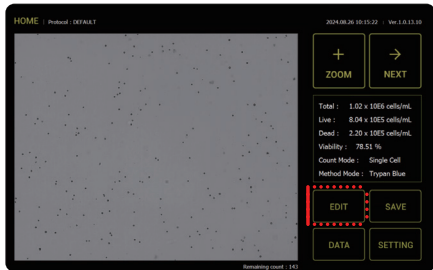 HOME | Protocol : DEFAULT
2024.08.26 10:15:22 : Ver.1.0.13.10
+
ZOOM
→
NEXT
Total : 1.02 x 10E6 cells/mL
Live : 8.04 x 10E5 cells/mL
Dead : 2.20 x 10E5 cells/mL
Viability : 78.51 %
Count Mode : Single Cell
Method Mode : Trypan Blue
EDIT
SAVE
DATA
SETTING
Remaining count : 143